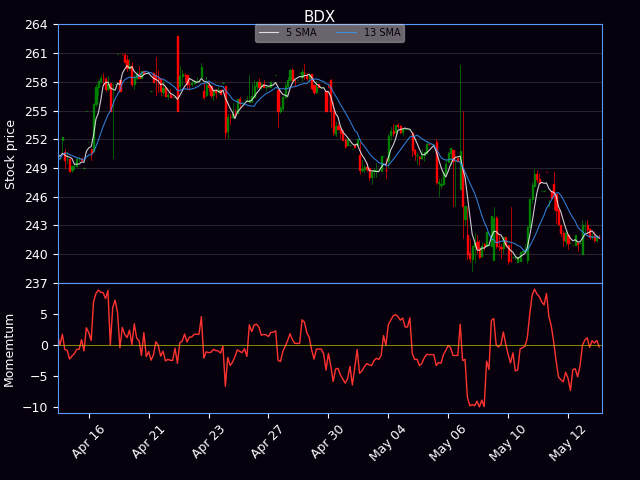 BDX
5 SMA
13 SMA
Stock price
264
261
258
255
252
249
246
243
240
237
Momemtum
5
0
−5
−10
Apr 16
Apr 21
Apr 23
Apr 27
Apr 30
May 04
May 06
May 10
May 12